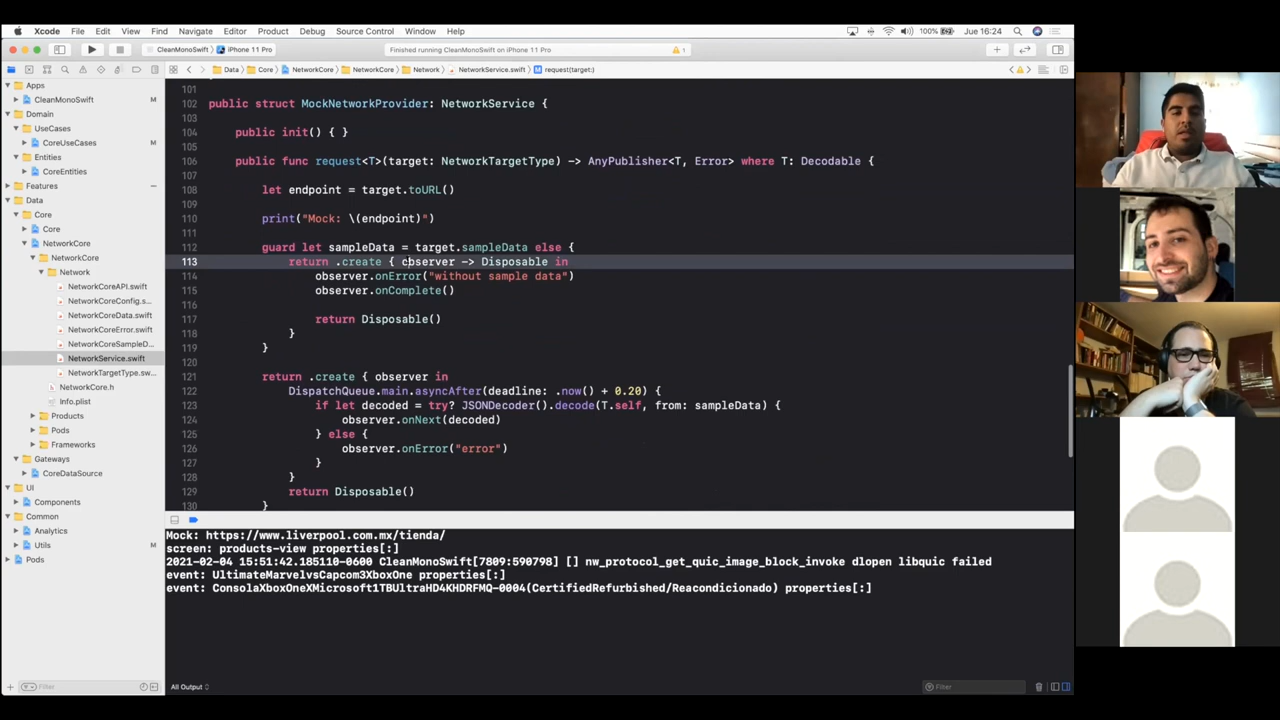 Xcode File Edit View Find Navigate Editor Product Debug Source Control Window Help 100% Jue 16:24
CleanMonoSwift iPhone 11 Pro Finished running CleanMonoSwift on iPhone 11 Pro 1
Data Core NetworkCore NetworkCore Network NetworkService.swift request(target:)
Apps
CleanMonoSwift M
Domain
UseCases
CoreUseCases M
Entities
CoreEntities
Features
Data
Core
Core
NetworkCore
NetworkCore
Network
NetworkCoreAPI.swift
NetworkCoreConfig.s...
NetworkCoreData.swift
NetworkCoreError.swift
NetworkCoreSampleD...
NetworkService.swift
NetworkTargetType.sw...
NetworkCore.h
Info.plist
Products
Pods
Frameworks
Gateways
CoreDataSource
UI
Components
Common
Analytics
Utils M
Pods
Filter
101
102 public struct MockNetworkProvider: NetworkService {
103
104 public init() { }
105
106 public func request<T>(target: NetworkTargetType) -> AnyPublisher<T, Error> where T: Decodable {
107
108 let endpoint = target.toURL()
109
110 print("Mock: \(endpoint)")
111
112 guard let sampleData = target.sampleData else {
113 return .create { observer -> Disposable in
114 observer.onError("without sample data")
115 observer.onComplete()
116
117 return Disposable()
118 }
119 }
120
121 return .create { observer in
122 DispatchQueue.main.asyncAfter(deadline: .now() + 0.20) {
123 if let decoded = try? JSONDecoder().decode(T.self, from: sampleData) {
124 observer.onNext(decoded)
125 } else {
126 observer.onError("error")
127 }
128 }
129 return Disposable()
130 }
Mock: https://www.liverpool.com.mx/tienda/
screen: products-view properties[:]
2021-02-04 15:51:42.185110-0600 CleanMonoSwift[7809:590798] [] nw_protocol_get_quic_image_block_invoke dlopen libquic failed
event: UltimateMarvelvsCapcom3XboxOne properties[:]
event: ConsolaXboxOneXMicrosoft1TBUltraHD4KHDRFMQ-0004(CertifiedRefurbished/Reacondicionado) properties[:]
All Output Filter